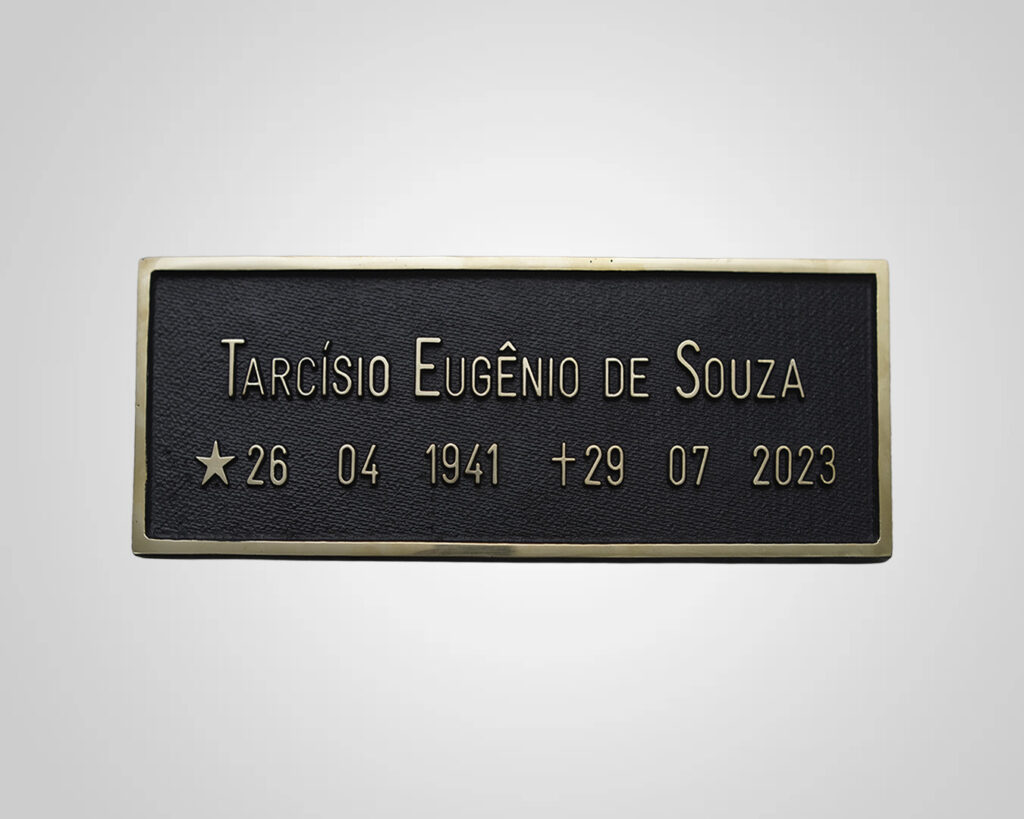 Tarcísio Eugênio de Souza
★26 04 1941 ✝29 07 2023